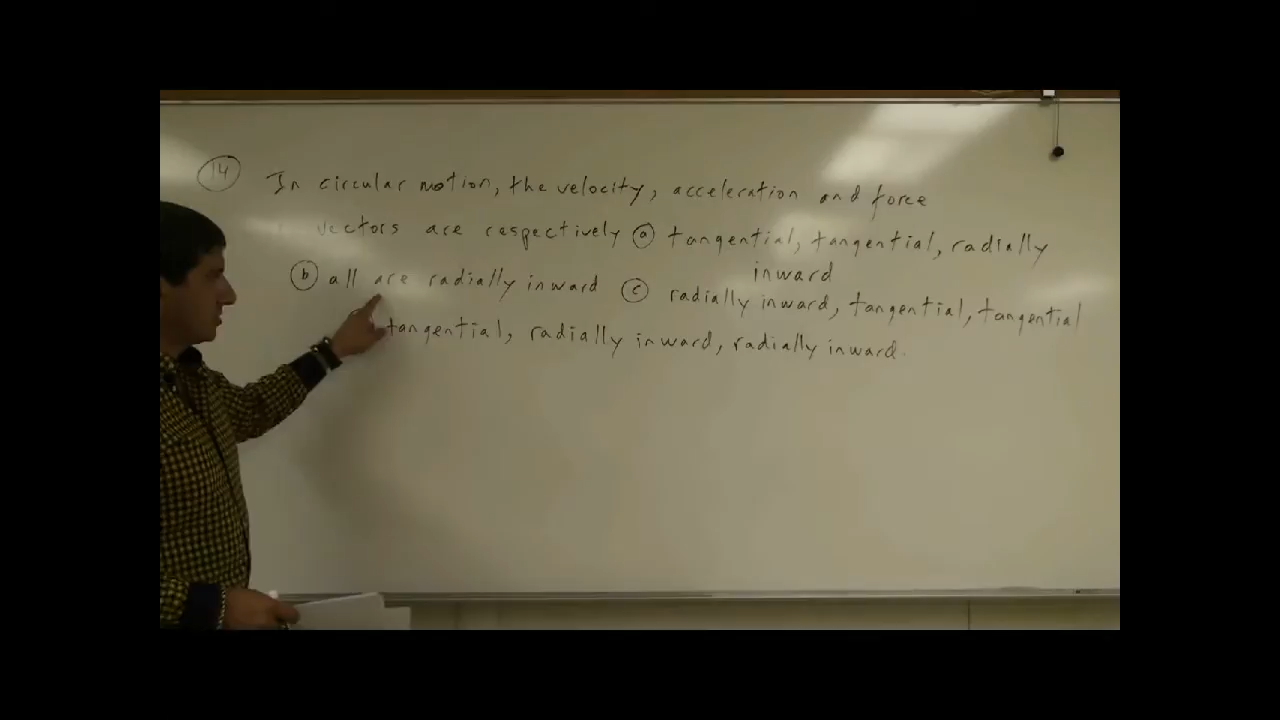 14 In circular motion, the velocity, acceleration and force
vectors are respectively (a) tangential, tangential, radially
inward
(b) all are radially inward (c) radially inward, tangential, tangential
tangential, radially inward, radially inward.